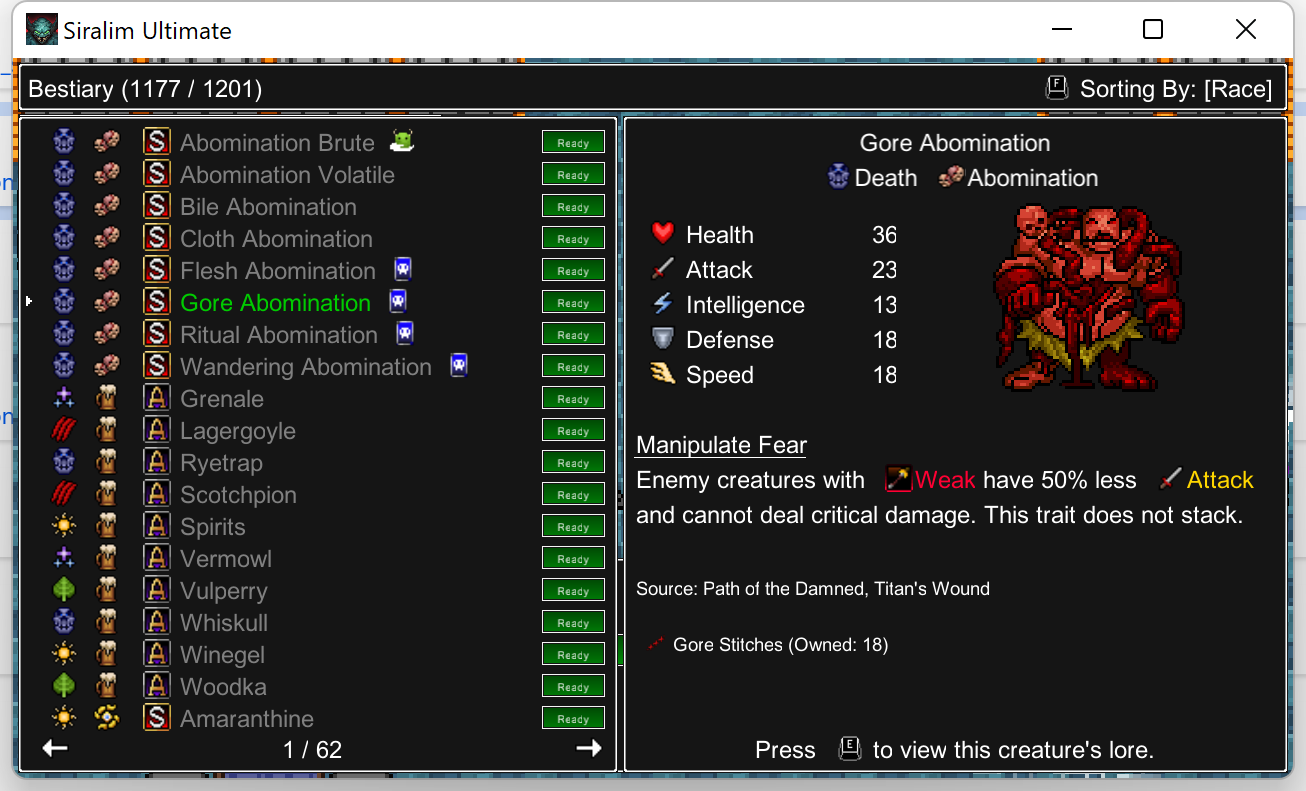 Siralim Ultimate
Bestiary (1177 / 1201)
F Sorting By: [Race]
S Abomination Brute Ready
S Abomination Volatile Ready
S Bile Abomination Ready
S Cloth Abomination Ready
S Flesh Abomination Ready
S Gore Abomination Ready
S Ritual Abomination Ready
S Wandering Abomination Ready
A Grenale Ready
A Lagergoyle Ready
A Ryetrap Ready
A Scotchpion Ready
A Spirits Ready
A Vermowl Ready
A Vulperry Ready
A Whiskull Ready
A Winegel Ready
A Woodka Ready
S Amaranthine Ready
1 / 62
Gore Abomination
Death Abomination
Health 36
Attack 23
Intelligence 13
Defense 18
Speed 18
Manipulate Fear
Enemy creatures with Weak have 50% less Attack
and cannot deal critical damage. This trait does not stack.
Source: Path of the Damned, Titan's Wound
Gore Stitches (Owned: 18)
Press E to view this creature's lore.